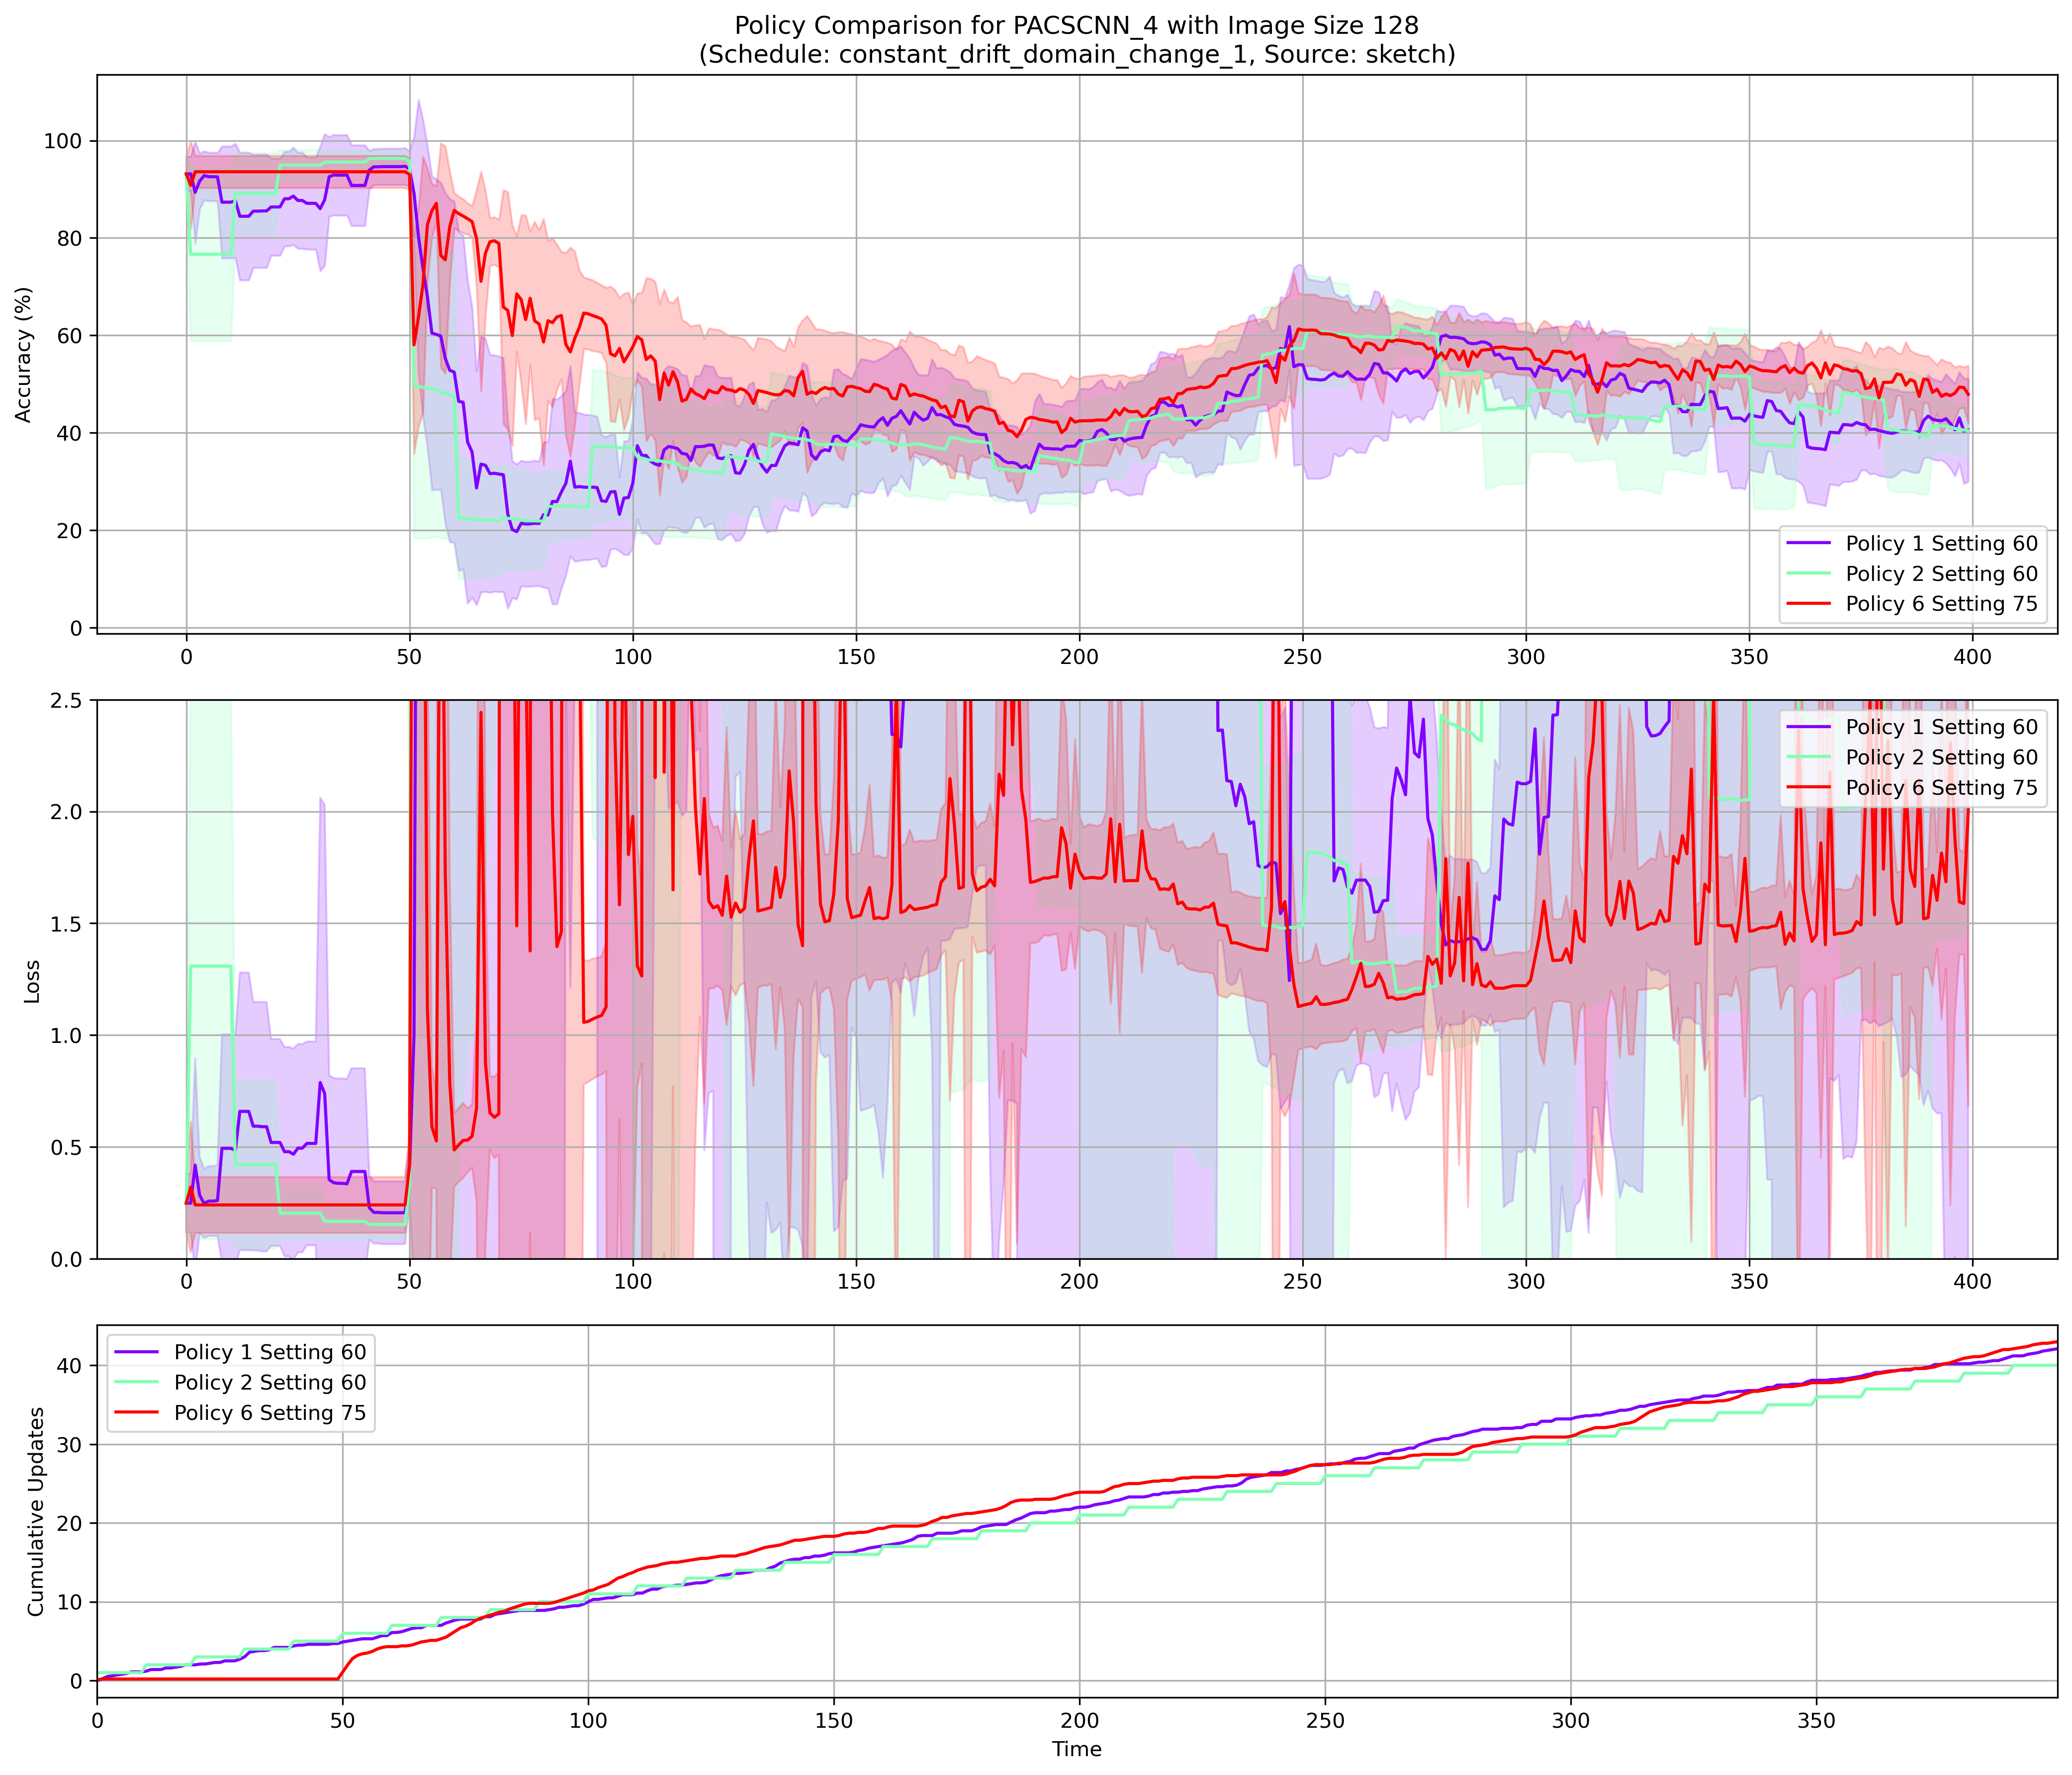 Policy Comparison for PACSCNN_4 with Image Size 128
(Schedule: constant_drift_domain_change_1, Source: sketch)
Accuracy (%)
100
80
60
40
20
0
Policy 1 Setting 60
Policy 2 Setting 60
Policy 6 Setting 75
0 50 100 150 200 250 300 350 400
Loss
2.5
2.0
1.5
1.0
0.5
0.0
Policy 1 Setting 60
Policy 2 Setting 60
Policy 6 Setting 75
0 50 100 150 200 250 300 350 400
Cumulative Updates
40
30
20
10
0
Policy 1 Setting 60
Policy 2 Setting 60
Policy 6 Setting 75
0 50 100 150 200 250 300 350
Time